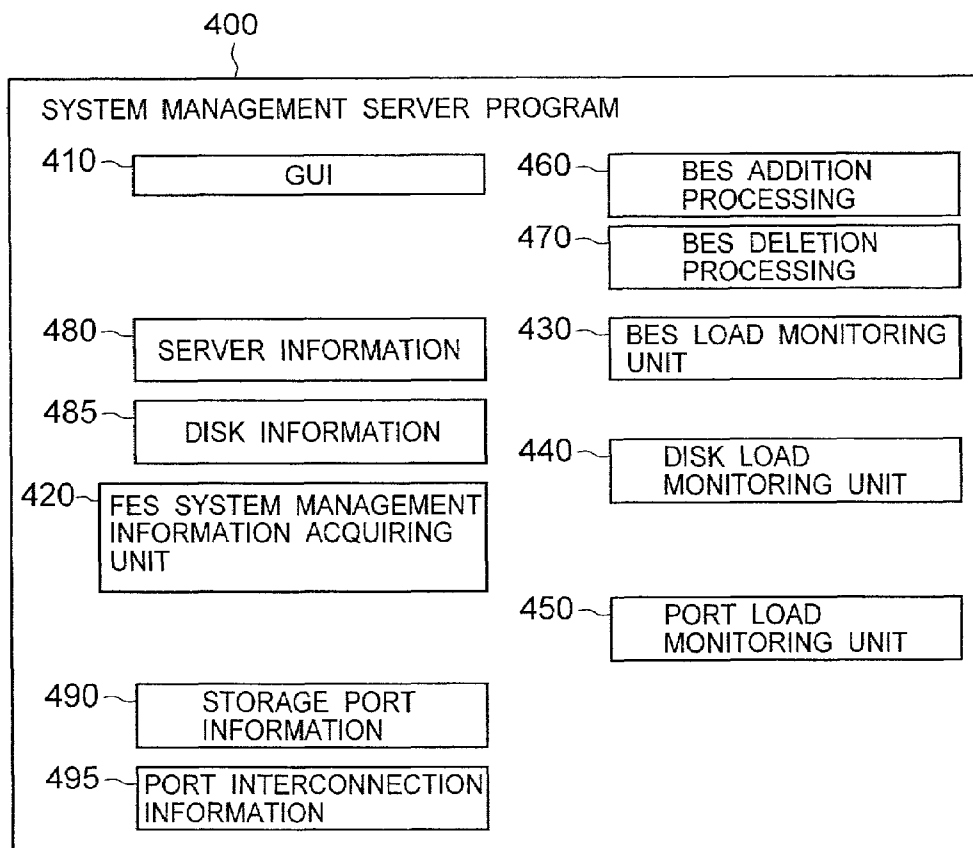 400
SYSTEM MANAGEMENT SERVER PROGRAM
410
GUI
480
SERVER INFORMATION
485
DISK INFORMATION
420
FES SYSTEM MANAGEMENT
INFORMATION ACQUIRING
UNIT
490
STORAGE PORT
INFORMATION
495
PORT INTERCONNECTION
INFORMATION
460
BES ADDITION
PROCESSING
470
BES DELETION
PROCESSING
430
BES LOAD MONITORING
UNIT
440
DISK LOAD
MONITORING UNIT
450
PORT LOAD
MONITORING UNIT